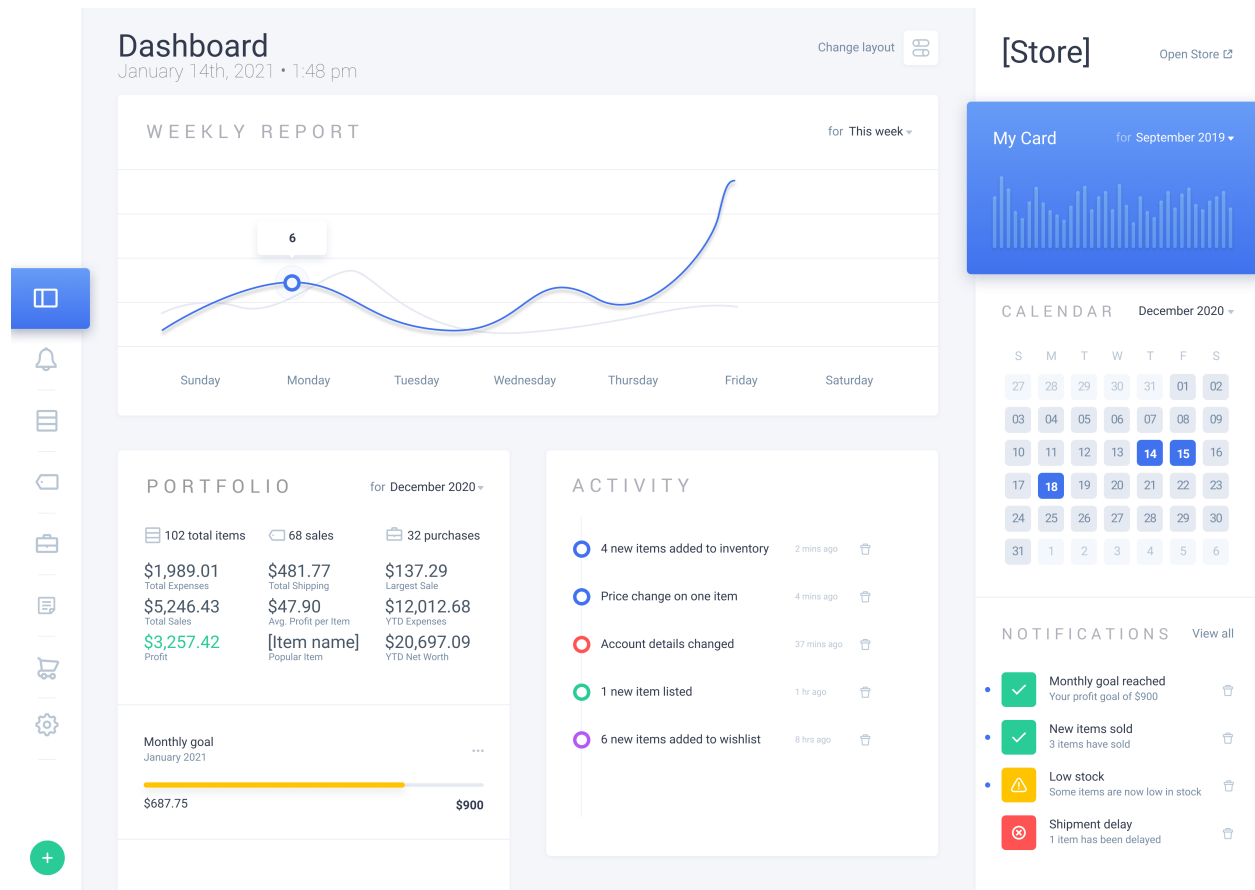 Dashboard
January 14th, 2021 • 1:48 pm
Change layout
WEEKLY REPORT
for This week
6
Sunday Monday Tuesday Wednesday Thursday Friday Saturday
PORTFOLIO
for December 2020
102 total items 68 sales 32 purchases
$1,989.01 $481.77 $137.29
Total Expenses Total Shipping Largest Sale
$5,246.43 $47.90 $12,012.68
Total Sales Avg. Profit per Item YTD Expenses
$3,257.42 [Item name] $20,697.09
Profit Popular Item YTD Net Worth
Monthly goal
January 2021
$687.75 $900
ACTIVITY
4 new items added to inventory 2 mins ago
Price change on one item 4 mins ago
Account details changed 37 mins ago
1 new item listed 1 hr ago
6 new items added to wishlist 8 hrs ago
[Store]
Open Store
My Card
for September 2019
CALENDAR
December 2020
S M T W T F S
27 28 29 30 31 01 02
03 04 05 06 07 08 09
10 11 12 13 14 15 16
17 18 19 20 21 22 23
24 25 26 27 28 29 30
31 1 2 3 4 5 6
NOTIFICATIONS
View all
Monthly goal reached
Your profit goal of $900
New items sold
3 items have sold
Low stock
Some items are now low in stock
Shipment delay
1 item has been delayed